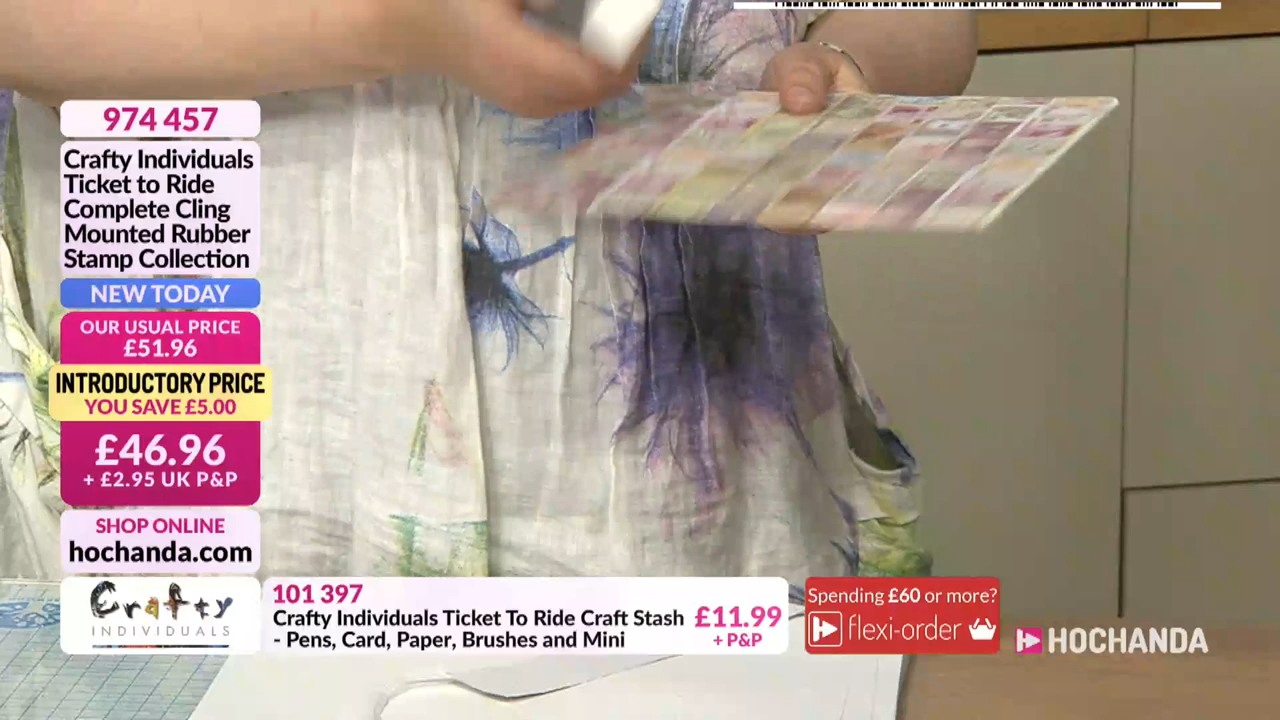 974 457
Crafty Individuals
Ticket to Ride
Complete Cling
Mounted Rubber
Stamp Collection
NEW TODAY
OUR USUAL PRICE
£51.96
INTRODUCTORY PRICE
YOU SAVE £5.00
£46.96
+ £2.95 UK P&P
SHOP ONLINE
hochanda.com
Crafty
INDIVIDUALS
101 397
Crafty Individuals Ticket To Ride Craft Stash
- Pens, Card, Paper, Brushes and Mini
£11.99
+ P&P
Spending £60 or more?
flexi-order
HOCHANDA